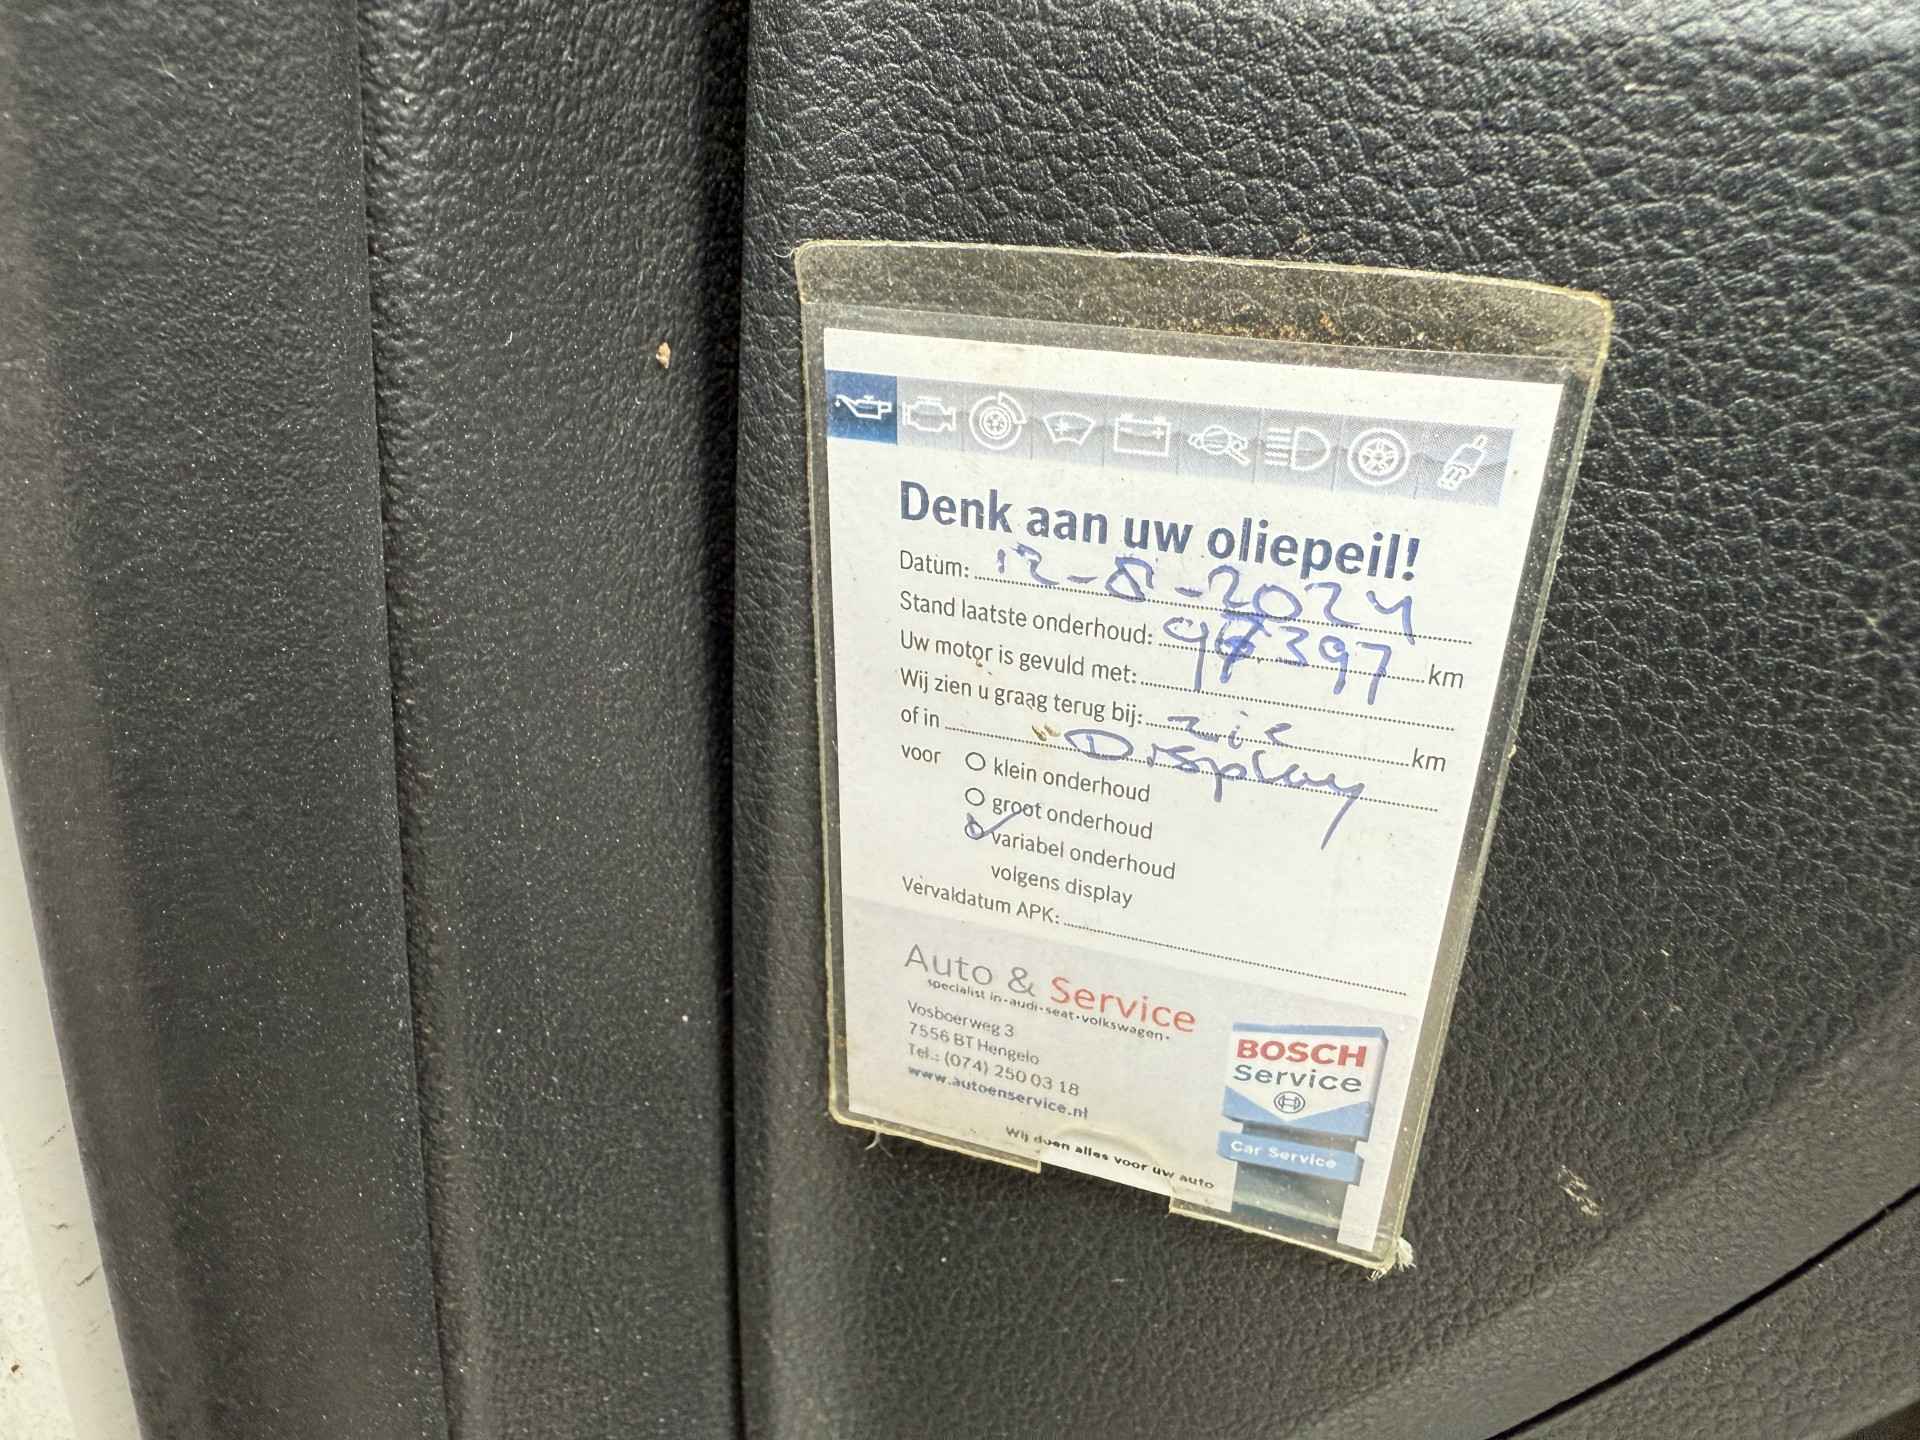 Denk aan uw oliepeil!
Datum: 12-8-2024
Stand laatste onderhoud: 97.397 km
Uw motor is gevuld met:
Wij zien u graag terug bij: zie km
of in Display
voor klein onderhoud
groot onderhoud
variabel onderhoud
volgens display
Vervaldatum APK:
Auto & Service
specialist in·audi·seat·volkswagen·
Vosboerweg 3
7556 BT Hengelo
Tel.: (074) 250 03 18
www.autoenservice.nl
Wij doen alles voor uw auto
BOSCH
Service
Car Service